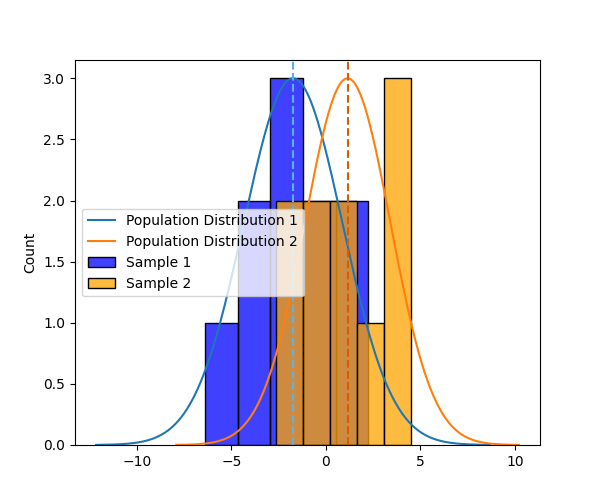 3.0
2.5
2.0
1.5
1.0
0.5
0.0
Count
Population Distribution 1
Population Distribution 2
Sample 1
Sample 2
−10
−5
0
5
10